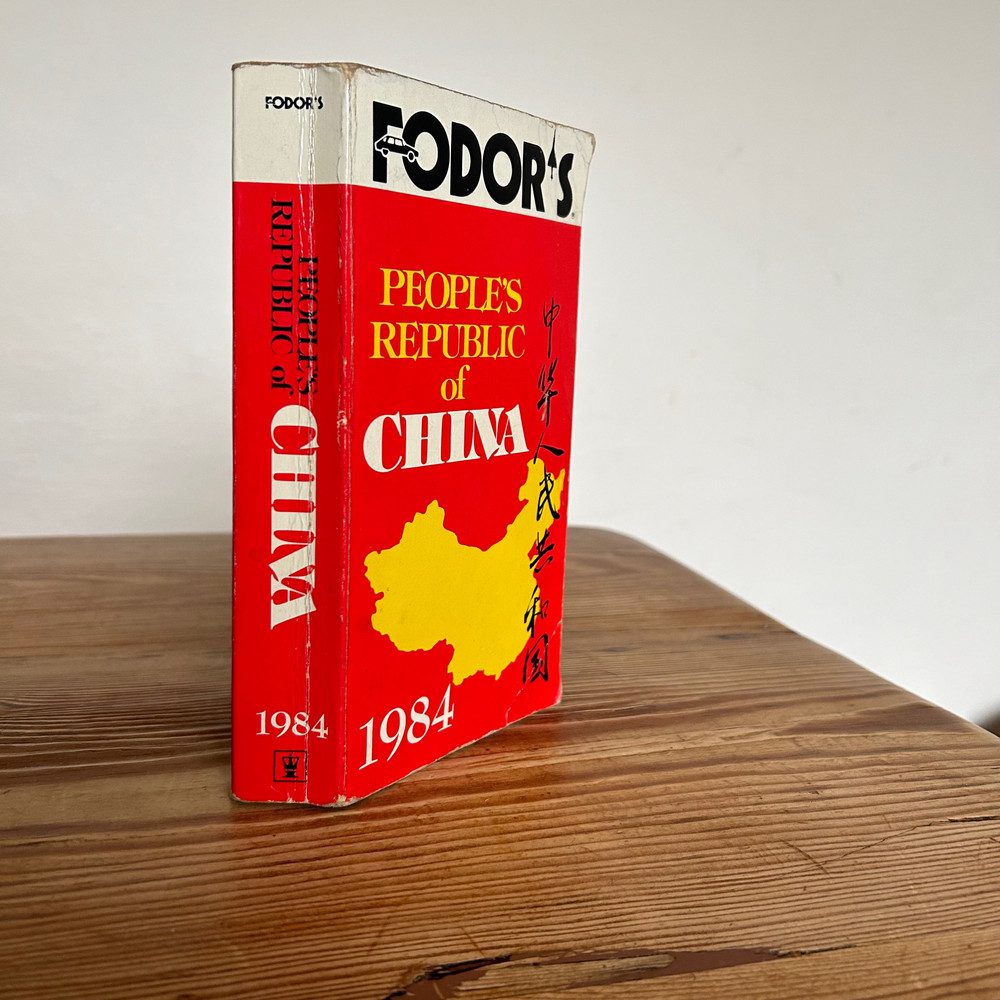 FODOR'S
PEOPLE'S
REPUBLIC of
CHINA
1984
FODOR'S
PEOPLE'S
REPUBLIC
of
CHINA
中华人民共和国
1984